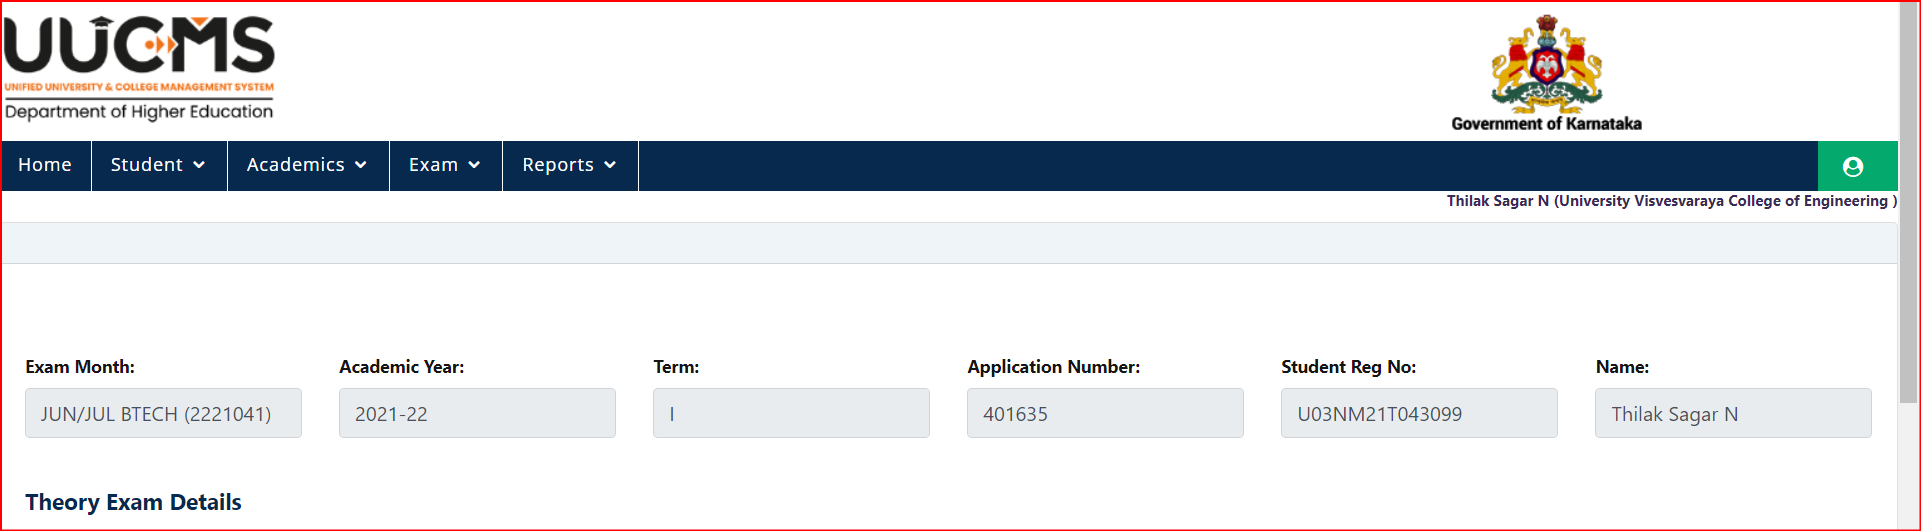 UUCMS
UNIFIED UNIVERSITY & COLLEGE MANAGEMENT SYSTEM
Department of Higher Education
Government of Karnataka
Home Student Academics Exam Reports
Thilak Sagar N (University Visvesvaraya College of Engineering )
Exam Month: Academic Year: Term: Application Number: Student Reg No: Name:
JUN/JUL BTECH (2221041) 2021-22 I 401635 U03NM21T043099 Thilak Sagar N
Theory Exam Details